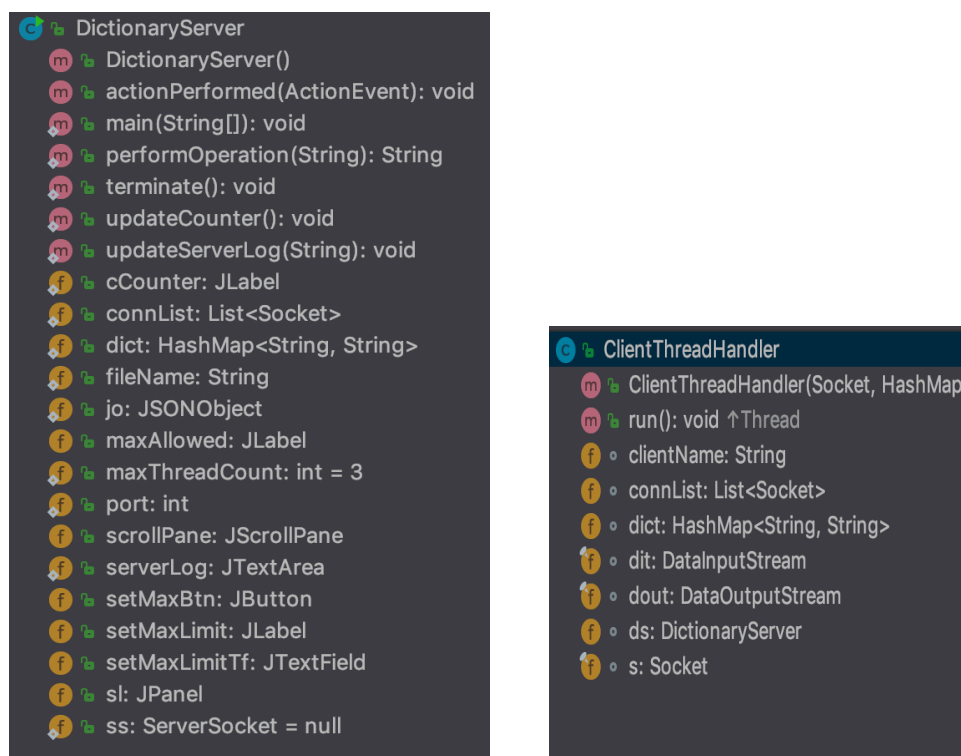 DictionaryServer
DictionaryServer()
actionPerformed(ActionEvent): void
main(String[]): void
performOperation(String): String
terminate(): void
updateCounter(): void
updateServerLog(String): void
cCounter: JLabel
connList: List<Socket>
dict: HashMap<String, String>
fileName: String
jo: JSONObject
maxAllowed: JLabel
maxThreadCount: int = 3
port: int
scrollPane: JScrollPane
serverLog: JTextArea
setMaxBtn: JButton
setMaxLimit: JLabel
setMaxLimitTf: JTextField
sl: JPanel
ss: ServerSocket = null
ClientThreadHandler
ClientThreadHandler(Socket, HashMap
run(): void ↑Thread
clientName: String
connList: List<Socket>
dict: HashMap<String, String>
dit: DataInputStream
dout: DataOutputStream
ds: DictionaryServer
s: Socket